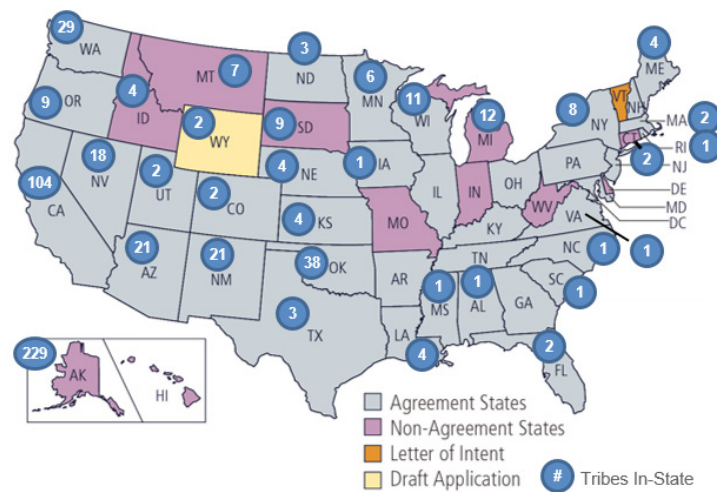 29
WA
3
ND
4
ME
MT 7
6
MN
VT
NH
9
OR
4
ID
11
WI
12
MI
8
NY
MA 2
RI 1
2
WY
9
SD
2
NJ
18
NV
4
NE
1
IA
PA
DE
MD
DC
104
CA
2
UT
2
CO
IL
IN
OH
WV
VA
4
KS
MO
KY
1
21
AZ
21
NM
38
OK
AR
TN
NC 1
SC
1
1
MS
1
AL
GA
3
TX
LA
4
2
FL
229
AK
HI
Agreement States
Non-Agreement States
Letter of Intent
Draft Application
# Tribes In-State